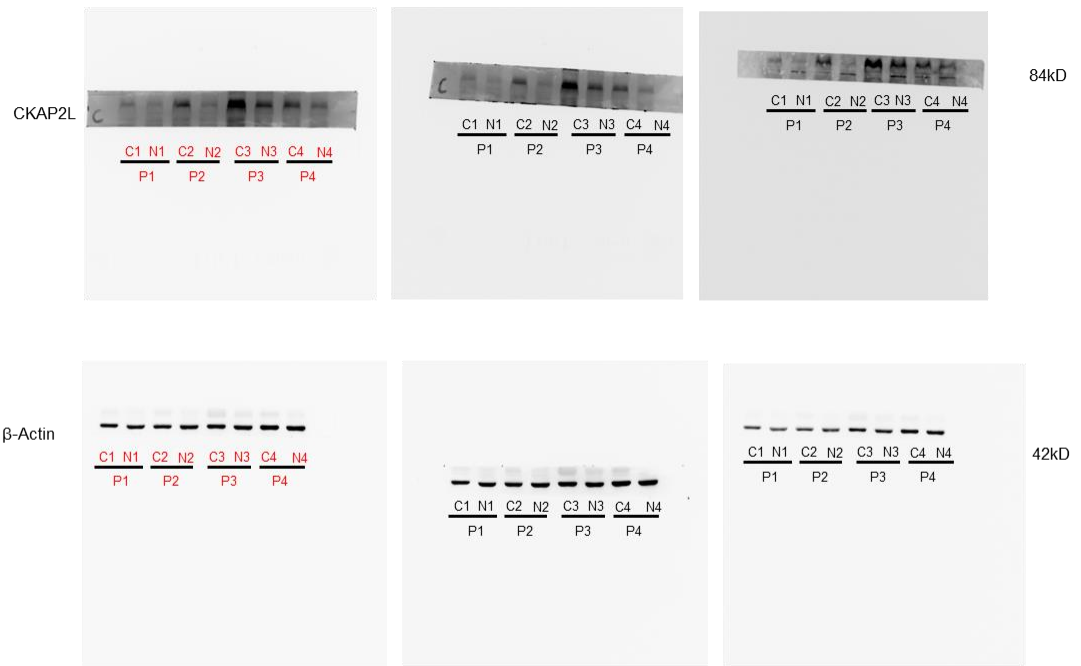 84kD
CKAP2L
C
C
C1 N1 C2 N2 C3 N3 C4 N4
P1 P2 P3 P4
C1 N1 C2 N2 C3 N3 C4 N4
P1 P2 P3 P4
C1 N1 C2 N2 C3 N3 C4 N4
P1 P2 P3 P4
β-Actin
42kD
C1 N1 C2 N2 C3 N3 C4 N4
P1 P2 P3 P4
C1 N1 C2 N2 C3 N3 C4 N4
P1 P2 P3 P4
C1 N1 C2 N2 C3 N3 C4 N4
P1 P2 P3 P4